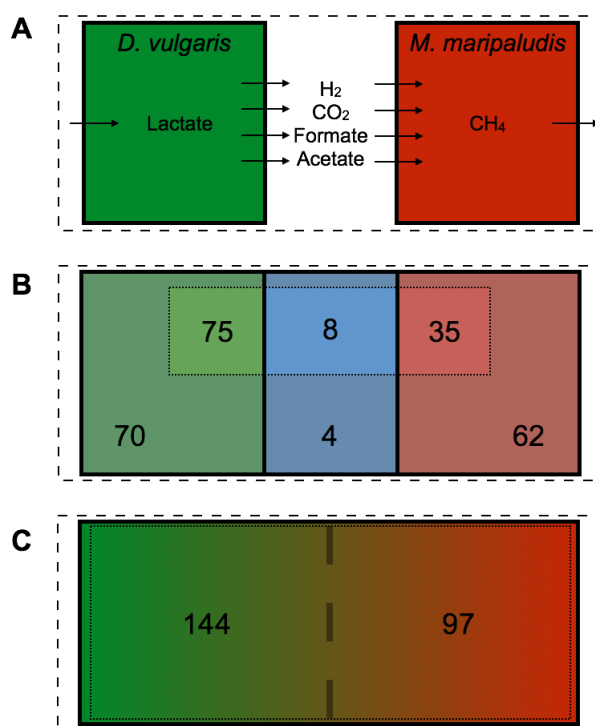 A
D. vulgaris
M. maripaludis
Lactate
H₂
CO₂
Formate
Acetate
CH₄
B
75
8
35
70
4
62
C
144
97